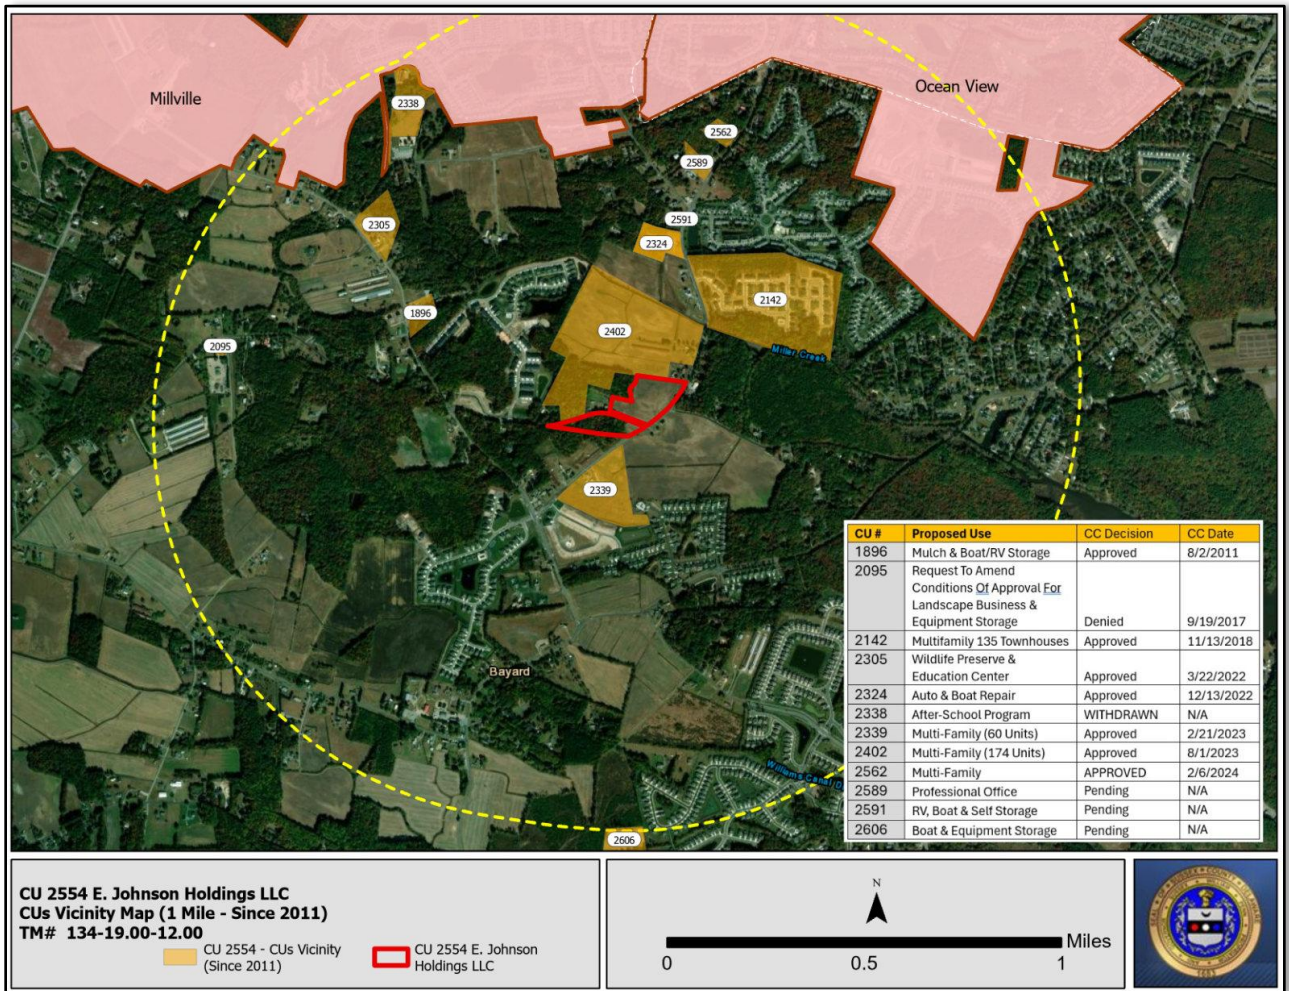 Millville
Ocean View
2338
2562
2589
2305
2591
2324
2142
1896
2402
2095
Miller Creek
2339
Bayard
Williams Canal D
2606
CU # Proposed Use CC Decision CC Date
1896 Mulch & Boat/RV Storage Approved 8/2/2011
2095 Request To Amend
Conditions Of Approval For
Landscape Business &
Equipment Storage Denied 9/19/2017
2142 Multifamily 135 Townhouses Approved 11/13/2018
2305 Wildlife Preserve &
Education Center Approved 3/22/2022
2324 Auto & Boat Repair Approved 12/13/2022
2338 After-School Program WITHDRAWN N/A
2339 Multi-Family (60 Units) Approved 2/21/2023
2402 Multi-Family (174 Units) Approved 8/1/2023
2562 Multi-Family APPROVED 2/6/2024
2589 Professional Office Pending N/A
2591 RV, Boat & Self Storage Pending N/A
2606 Boat & Equipment Storage Pending N/A
CU 2554 E. Johnson Holdings LLC
CUs Vicinity Map (1 Mile - Since 2011)
TM# 134-19.00-12.00
CU 2554 - CUs Vicinity
(Since 2011)
CU 2554 E. Johnson
Holdings LLC
N
Miles
0 0.5 1
SEAL OF SUSSEX COUNTY DELAWARE
1683